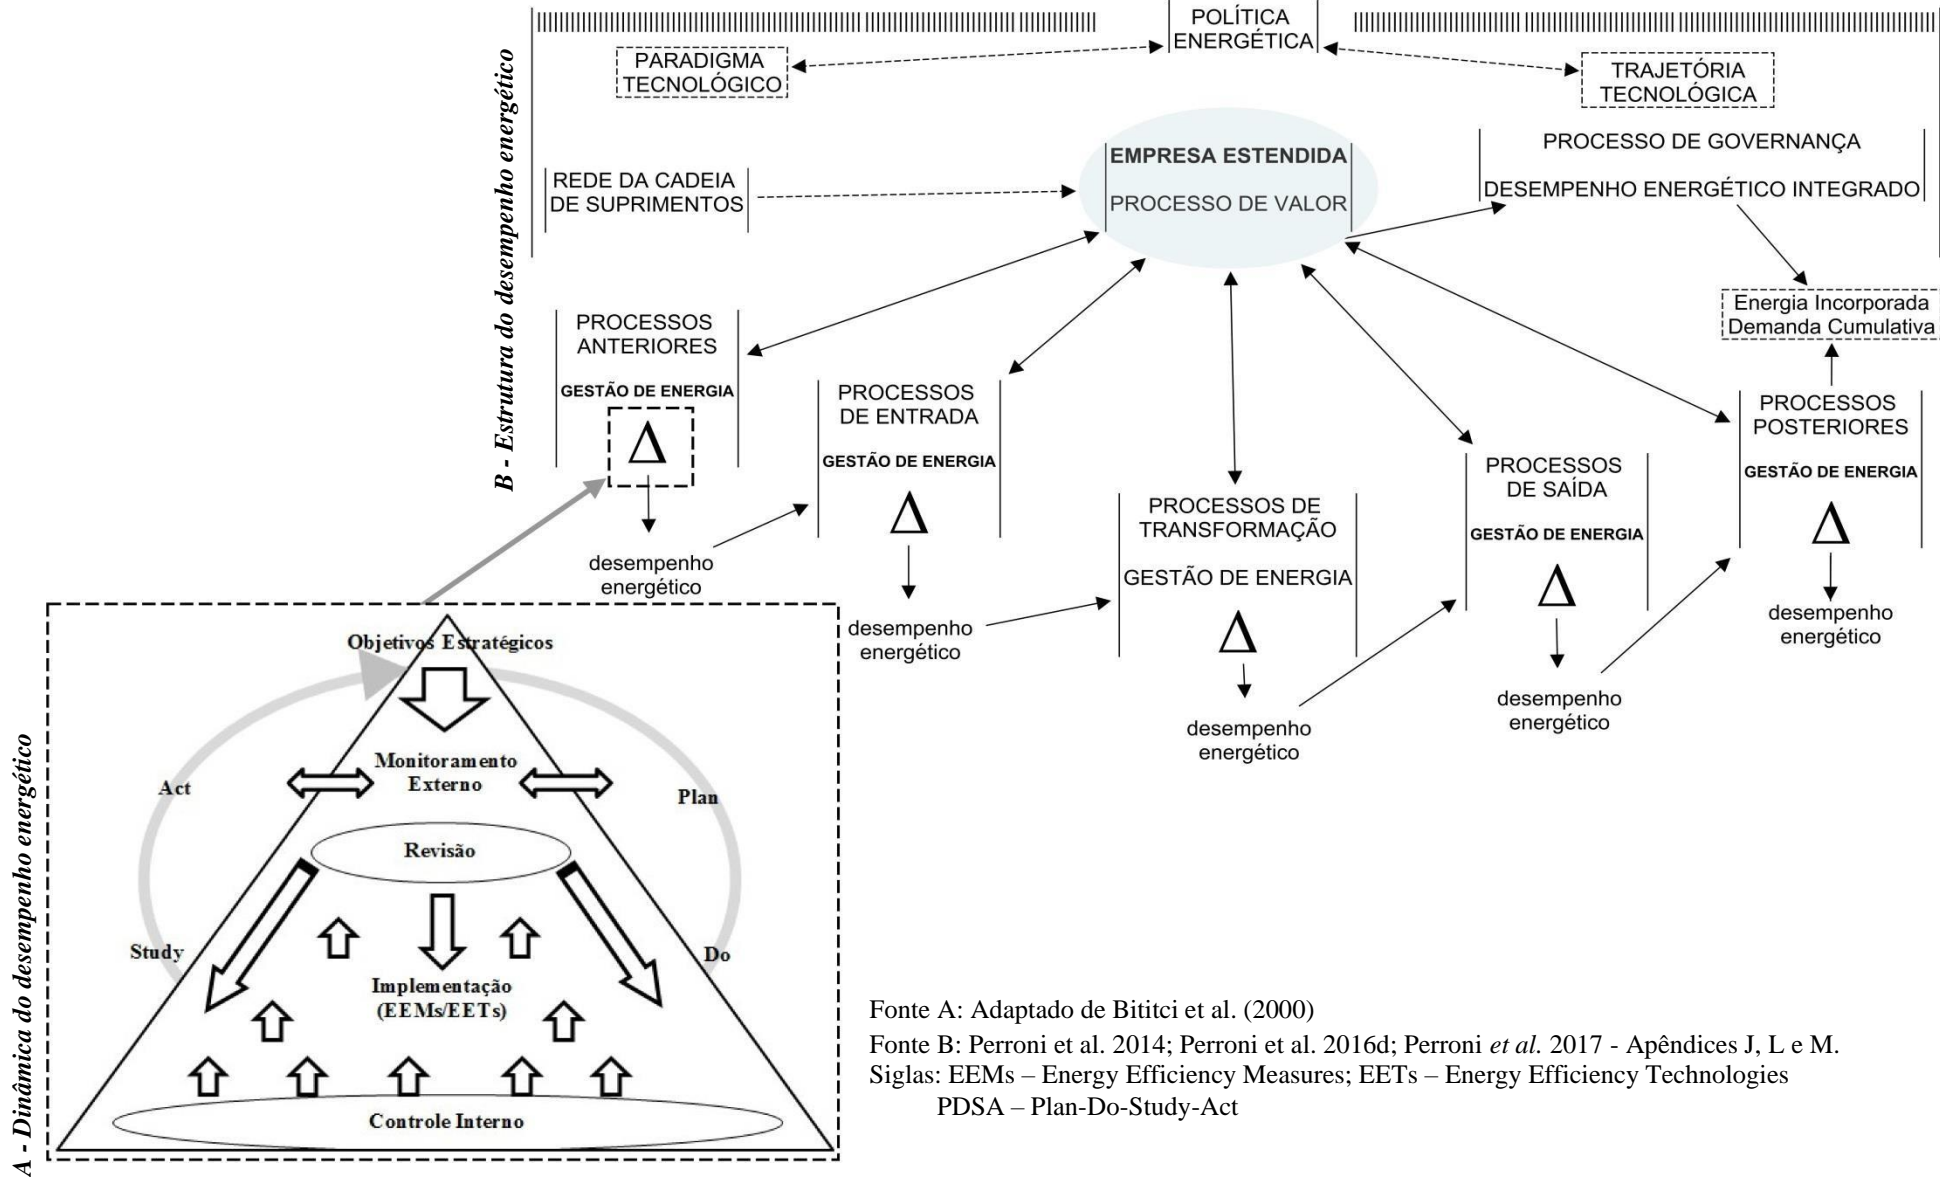 POLÍTICA
ENERGÉTICA
PARADIGMA
TECNOLÓGICO
TRAJETÓRIA
TECNOLÓGICA
B - Estrutura do desempenho energético
EMPRESA ESTENDIDA
PROCESSO DE VALOR
PROCESSO DE GOVERNANÇA
DESEMPENHO ENERGÉTICO INTEGRADO
REDE DA CADEIA
DE SUPRIMENTOS
Energia Incorporada
Demanda Cumulativa
PROCESSOS
ANTERIORES
GESTÃO DE ENERGIA
Δ
desempenho
energético
PROCESSOS
DE ENTRADA
GESTÃO DE ENERGIA
Δ
desempenho
energético
PROCESSOS DE
TRANSFORMAÇÃO
GESTÃO DE ENERGIA
Δ
desempenho
energético
PROCESSOS
DE SAÍDA
GESTÃO DE ENERGIA
Δ
desempenho
energético
PROCESSOS
POSTERIORES
GESTÃO DE ENERGIA
Δ
desempenho
energético
A - Dinâmica do desempenho energético
Objetivos Estratégicos
Monitoramento
Externo
Act
Plan
Revisão
Study
Do
Implementação
(EEMs/EETs)
Controle Interno
Fonte A: Adaptado de Bititci et al. (2000)
Fonte B: Perroni et al. 2014; Perroni et al. 2016d; Perroni et al. 2017 - Apêndices J, L e M.
Siglas: EEMs – Energy Efficiency Measures; EETs – Energy Efficiency Technologies
PDSA – Plan-Do-Study-Act